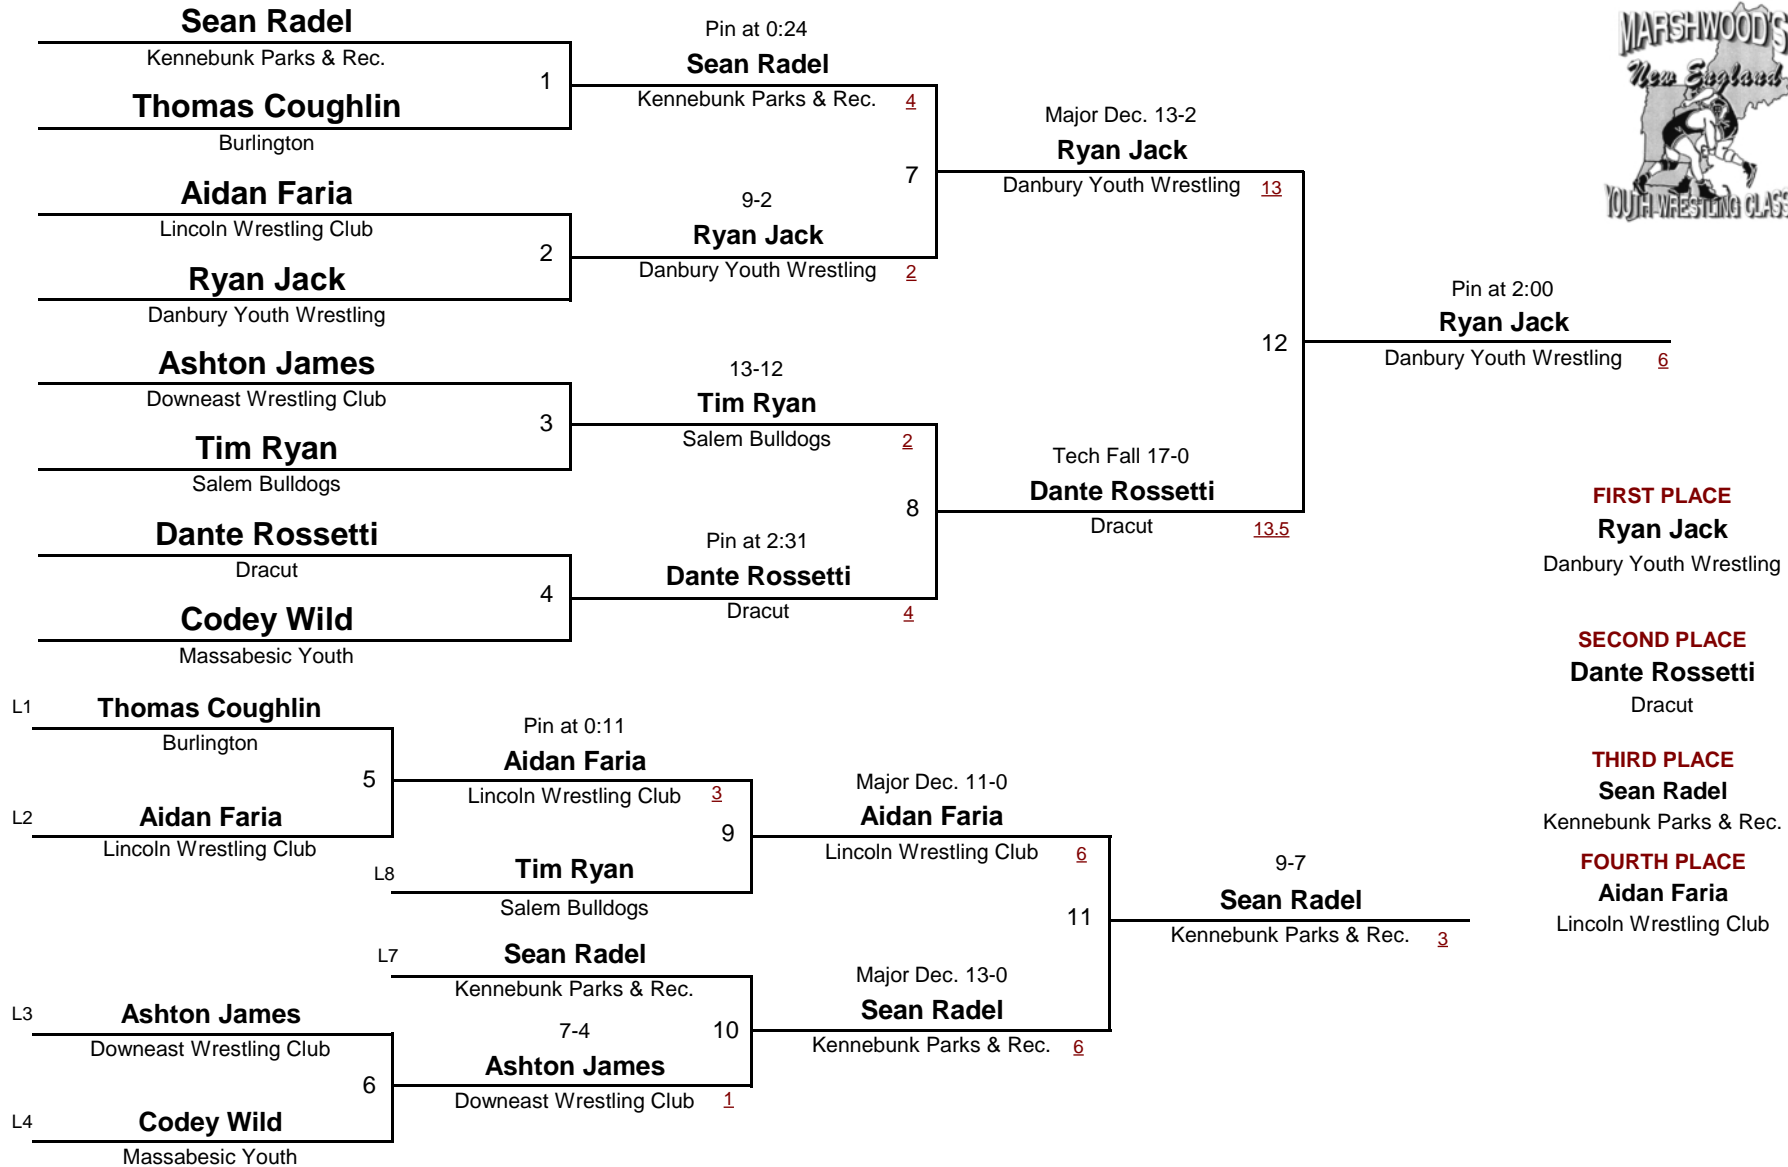 Sean Radel
Kennebunk Parks & Rec.
1
Thomas Coughlin
Burlington
Aidan Faria
Lincoln Wrestling Club
2
Ryan Jack
Danbury Youth Wrestling
Ashton James
Downeast Wrestling Club
3
Tim Ryan
Salem Bulldogs
Dante Rossetti
Dracut
4
Codey Wild
Massabesic Youth
Pin at 0:24
Sean Radel
Kennebunk Parks & Rec. 4
7
9-2
Ryan Jack
Danbury Youth Wrestling 2
13-12
Tim Ryan
Salem Bulldogs 2
8
Pin at 2:31
Dante Rossetti
Dracut 4
Major Dec. 13-2
Ryan Jack
Danbury Youth Wrestling 13
12
Tech Fall 17-0
Dante Rossetti
Dracut 13.5
Pin at 2:00
Ryan Jack
Danbury Youth Wrestling 6
MARSHWOOD'S
New England
YOUTH WRESTLING CLASS
FIRST PLACE
Ryan Jack
Danbury Youth Wrestling
SECOND PLACE
Dante Rossetti
Dracut
THIRD PLACE
Sean Radel
Kennebunk Parks & Rec.
FOURTH PLACE
Aidan Faria
Lincoln Wrestling Club
L1 Thomas Coughlin
Burlington
5
L2 Aidan Faria
Lincoln Wrestling Club
Pin at 0:11
Aidan Faria
Lincoln Wrestling Club 3
9
L8 Tim Ryan
Salem Bulldogs
L7 Sean Radel
Kennebunk Parks & Rec.
10
L3 Ashton James
Downeast Wrestling Club
6
L4 Codey Wild
Massabesic Youth
7-4
Ashton James
Downeast Wrestling Club 1
Major Dec. 11-0
Aidan Faria
Lincoln Wrestling Club 6
11
Major Dec. 13-0
Sean Radel
Kennebunk Parks & Rec. 6
9-7
Sean Radel
Kennebunk Parks & Rec. 3